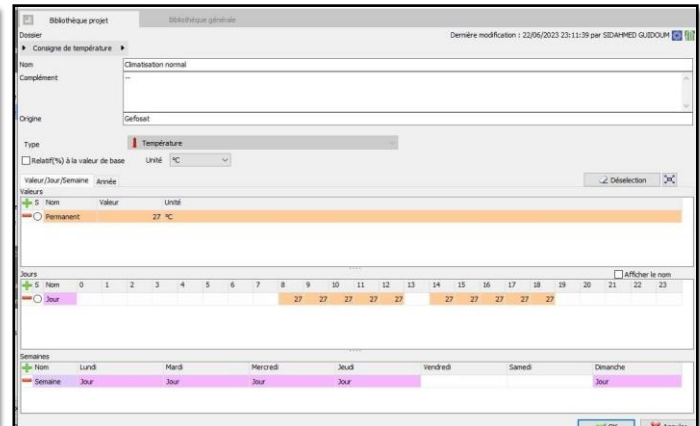 Bibliothèque projet Bibliothèque générale
Dossier Dernière modification : 22/06/2023 23:11:39 par SIDAHMED GUIDOUM
Consigne de température
Nom Climatisation normal
Complément --
Origine Gefosat
Type Température
Relatif(%) à la valeur de base Unité °C
Valeur/Jour/Semaine Année Déselection
Valeurs
S Nom Valeur Unité
Permanent 27 °C
Jours Afficher le nom
S Nom 0 1 2 3 4 5 6 7 8 9 10 11 12 13 14 15 16 17 18 19 20 21 22 23
Jour 27 27 27 27 27 27 27 27 27 27
Semaines
Nom Lundi Mardi Mercredi Jeudi Vendredi Samedi Dimanche
Semaine Jour Jour Jour Jour Jour